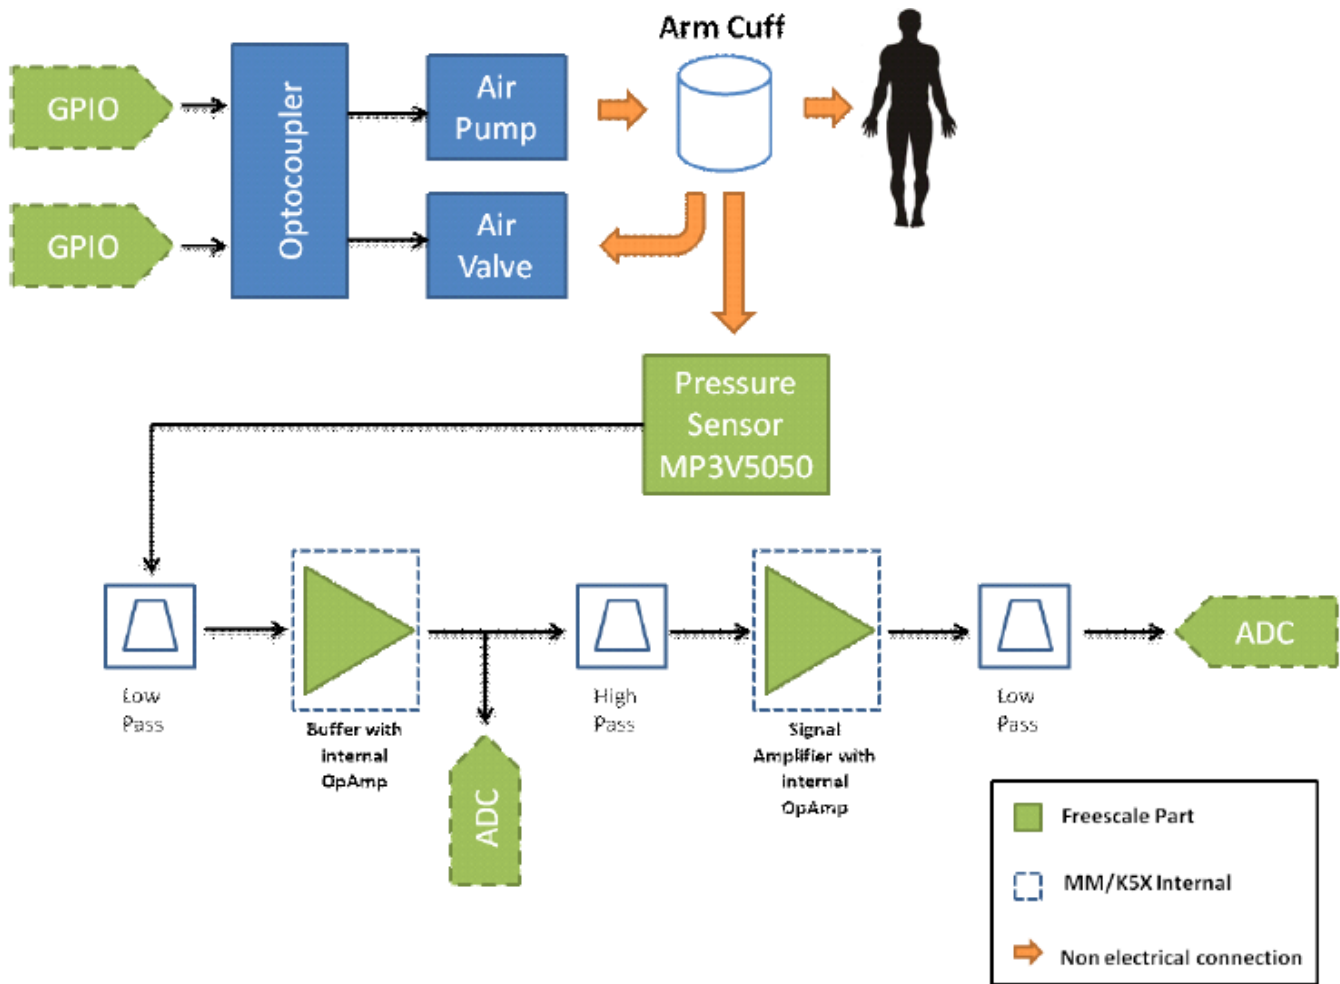 Arm Cuff
GPIO
Optocoupler
Air
Pump
GPIO
Air
Valve
Pressure
Sensor
MP3V5050
Low
Pass
Buffer with
internal
OpAmp
ADC
High
Pass
Signal
Amplifier with
internal
OpAmp
Low
Pass
ADC
Freescale Part
MM/K5X Internal
Non electrical connection